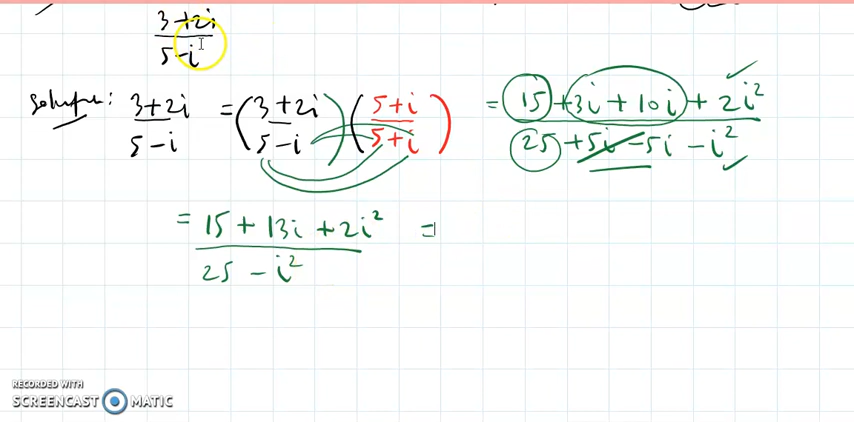 3+2i
5-i
Solution: 3+2i / 5-i = (3+2i / 5-i) (5+i / 5+i) = 15+3i+10i+2i² / 25+5i-5i-i²
= 15+13i+2i² / 25-i² =
RECORDED WITH
SCREENCAST MATIC